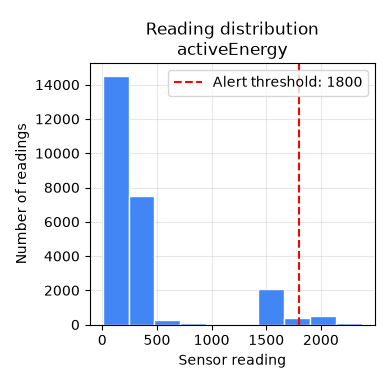 Reading distribution
activeEnergy
Alert threshold: 1800
14000
12000
10000
8000
6000
4000
2000
0
Number of readings
0 500 1000 1500 2000
Sensor reading